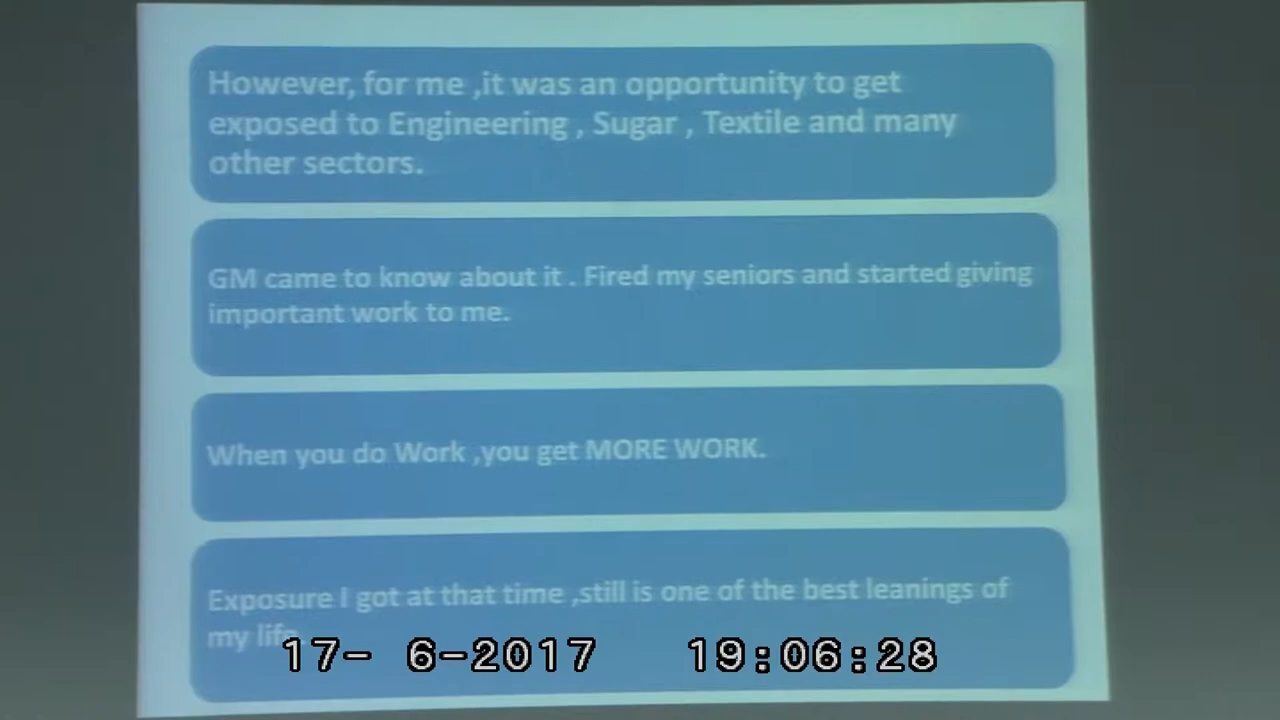 However, for me ,it was an opportunity to get
exposed to Engineering , Sugar , Textile and many
other sectors.
GM came to know about it . Fired my seniors and started giving
important work to me.
When you do Work ,you get MORE WORK.
Exposure I got at that time ,still is one of the best leanings of
my life
17- 6-2017 19:06:28